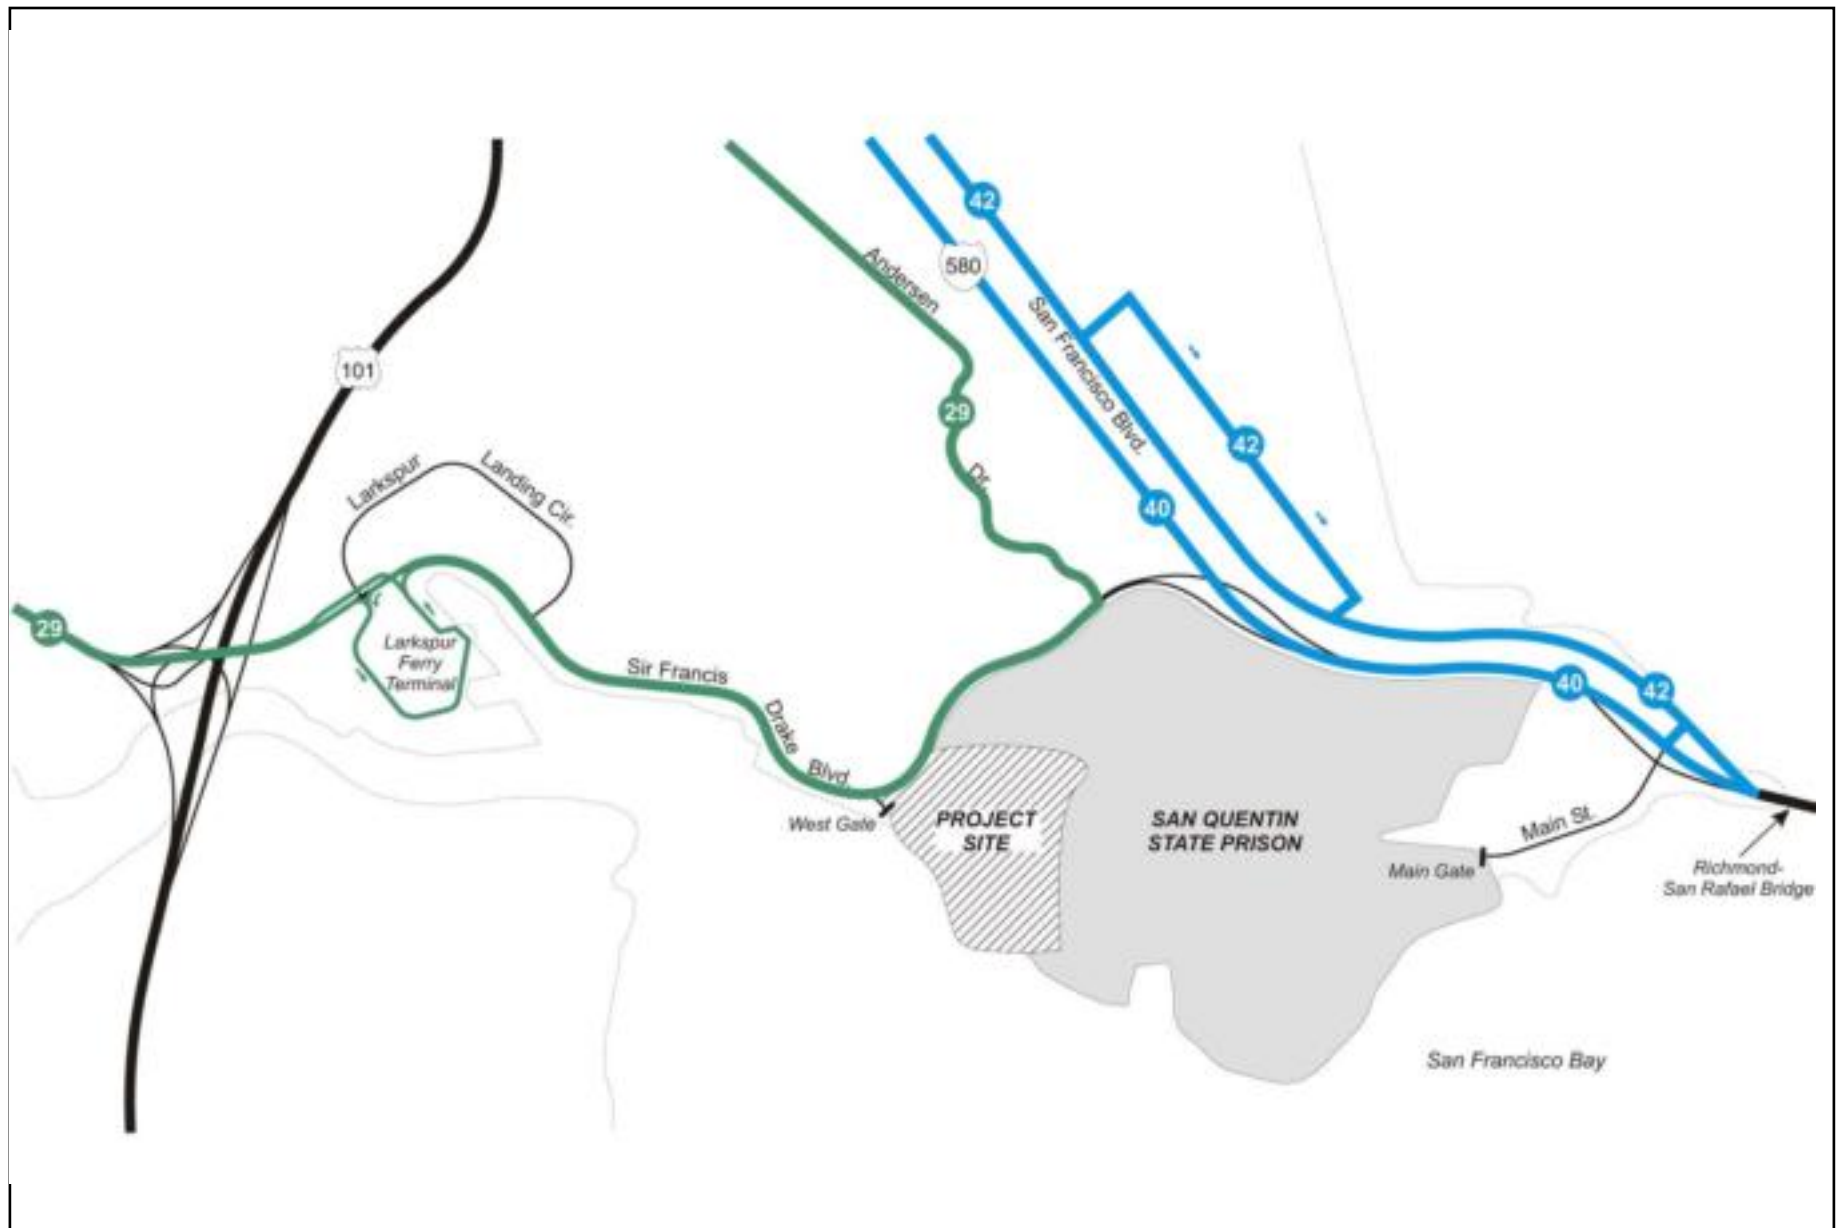 42
580
Andersen
San Francisco Blvd.
101
29
42
Dr.
40
Larkspur
Landing Cir.
29
Larkspur
Ferry
Terminal
Sir Francis
Drake
Blvd.
40
42
West Gate
PROJECT
SITE
SAN QUENTIN
STATE PRISON
Main St.
Main Gate
Richmond-
San Rafael Bridge
San Francisco Bay